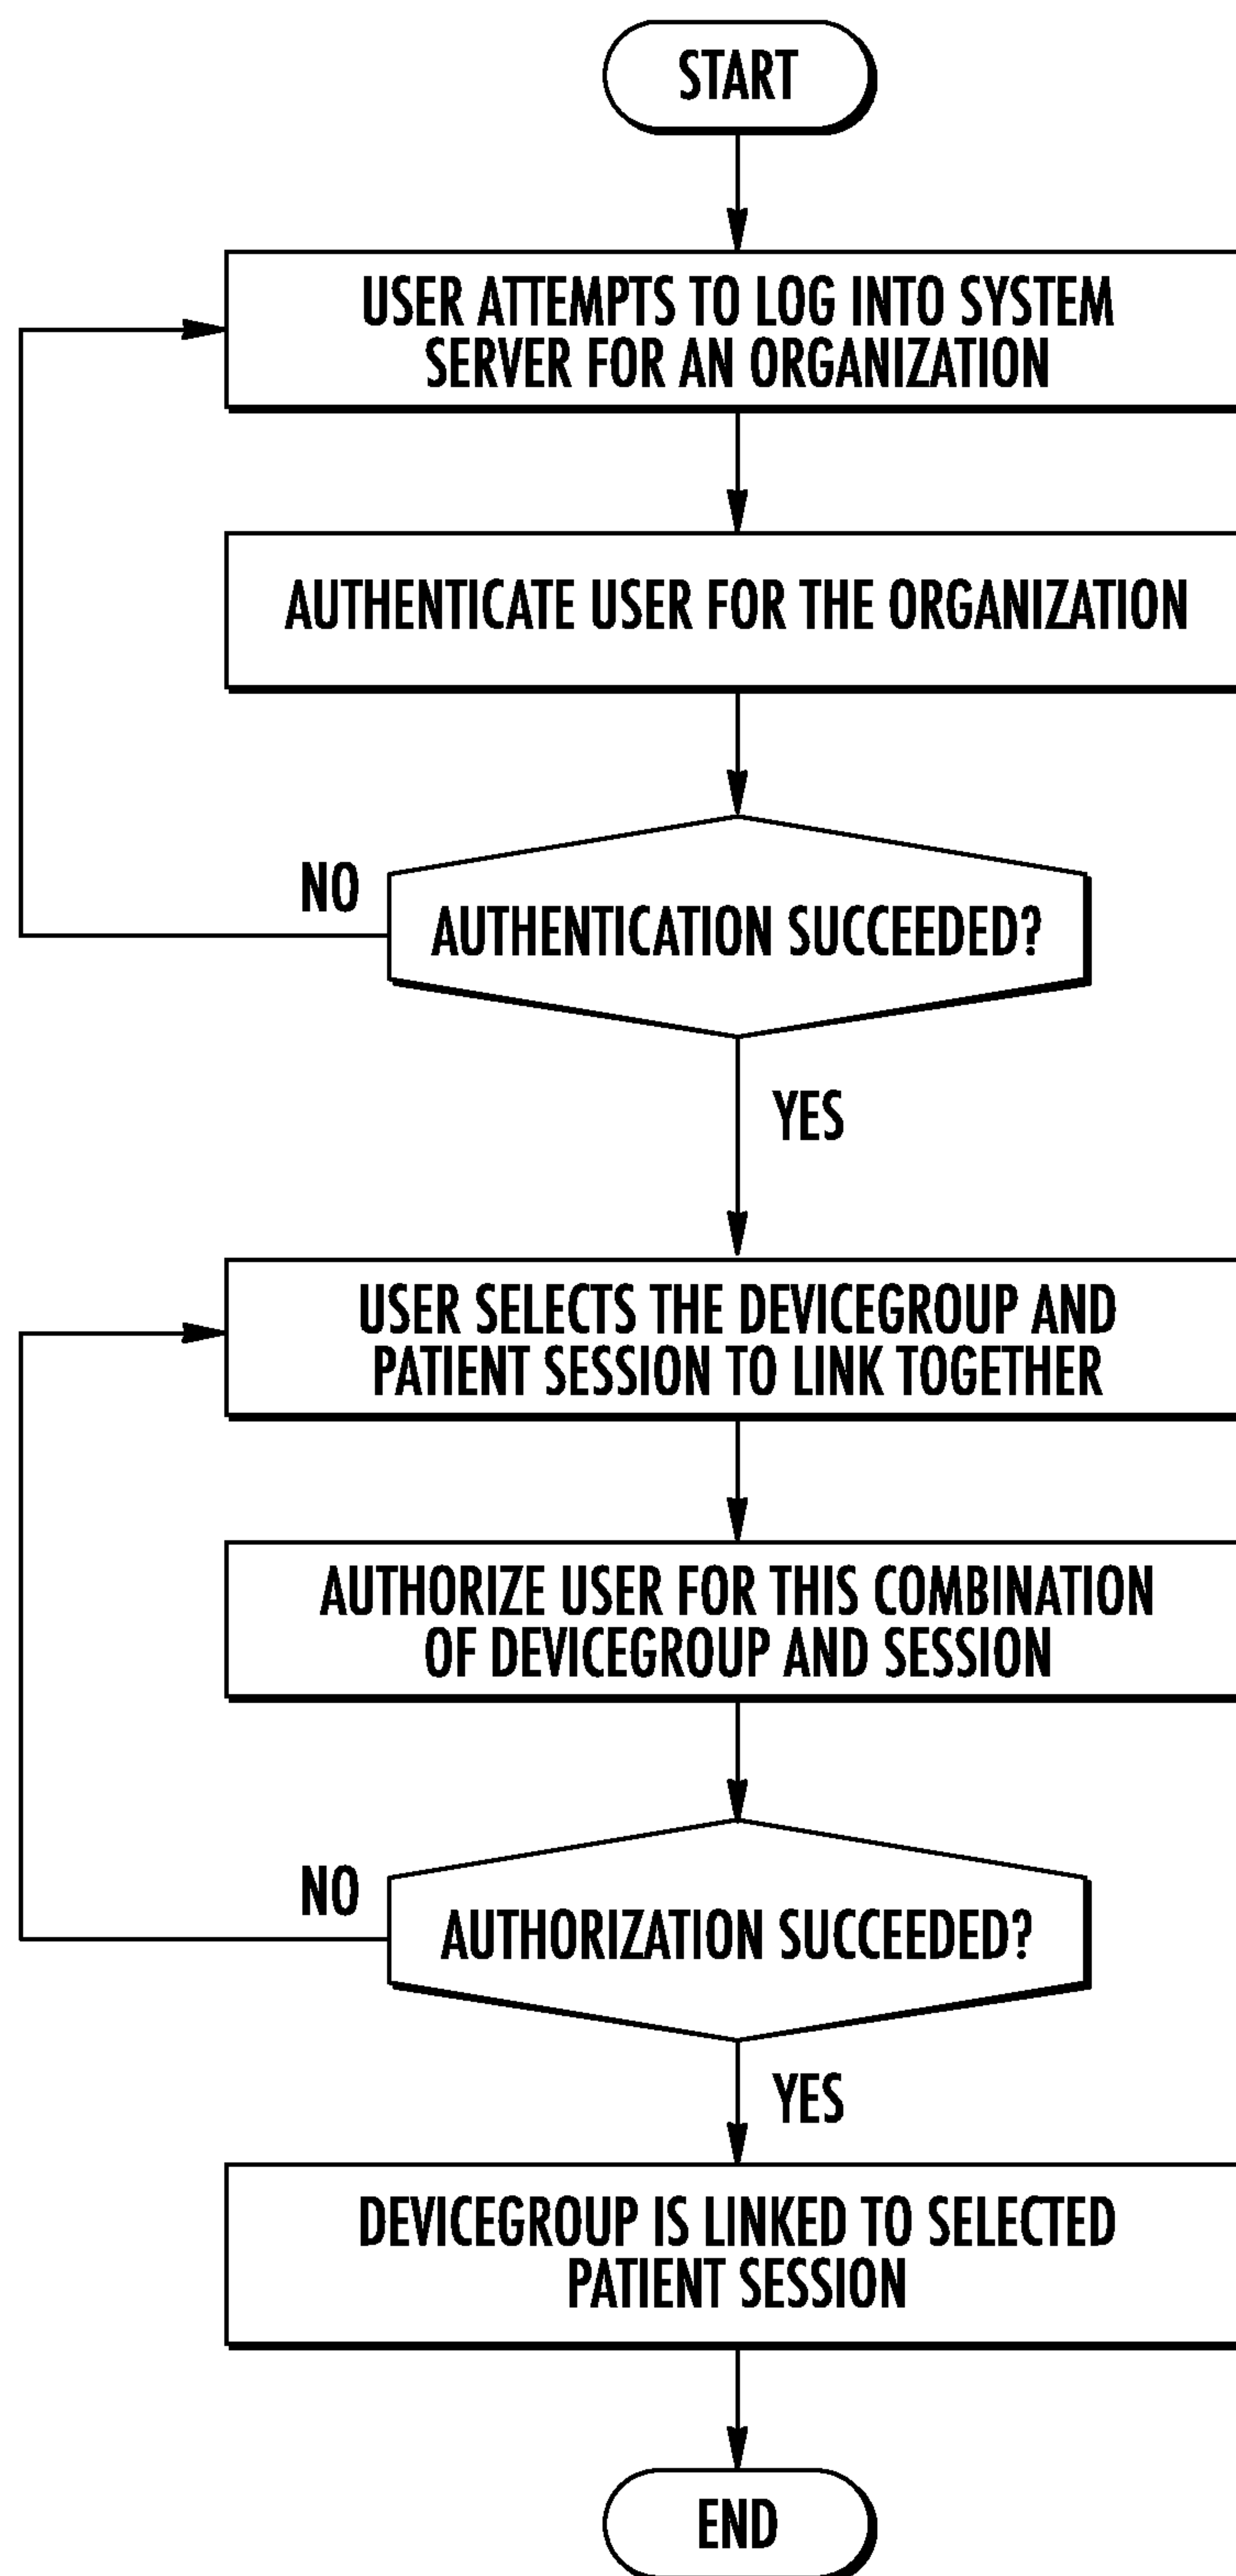 START
USER ATTEMPTS TO LOG INTO SYSTEM
SERVER FOR AN ORGANIZATION
AUTHENTICATE USER FOR THE ORGANIZATION
NO
AUTHENTICATION SUCCEEDED?
YES
USER SELECTS THE DEVICEGROUP AND
PATIENT SESSION TO LINK TOGETHER
AUTHORIZE USER FOR THIS COMBINATION
OF DEVICEGROUP AND SESSION
NO
AUTHORIZATION SUCCEEDED?
YES
DEVICEGROUP IS LINKED TO SELECTED
PATIENT SESSION
END